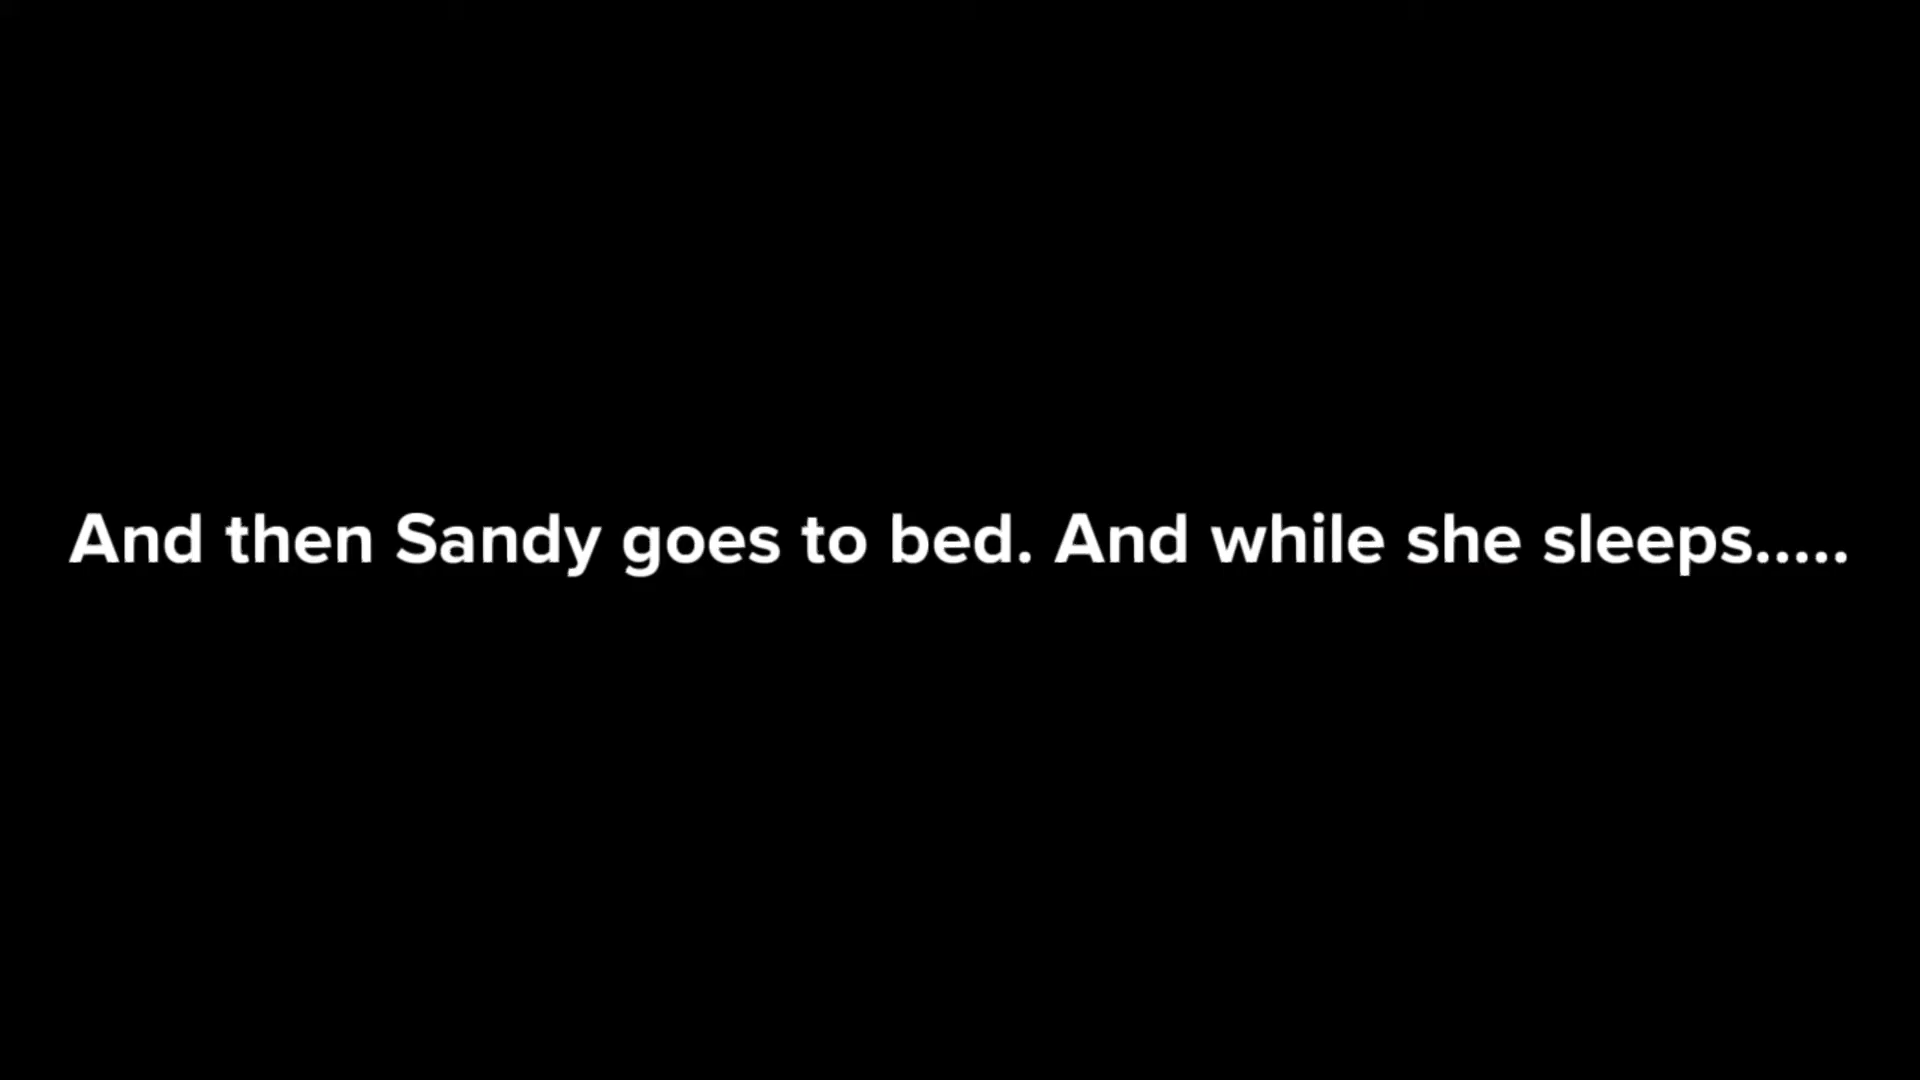 And then Sandy goes to bed. And while she sleeps.....